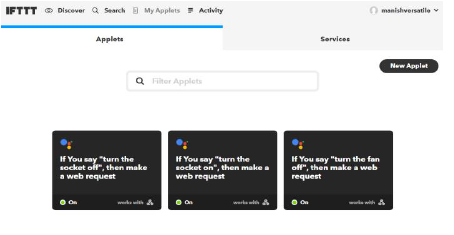 IFTTT Discover Search My Applets Activity manishversatile
Applets Services
New Applet
Filter Applets
If You say "turn the
socket off", then make
a web request
On works with
If You say "turn the
socket on", then make a
web request
On works with
If You say "turn the fan
off", then make a web
request
On works with